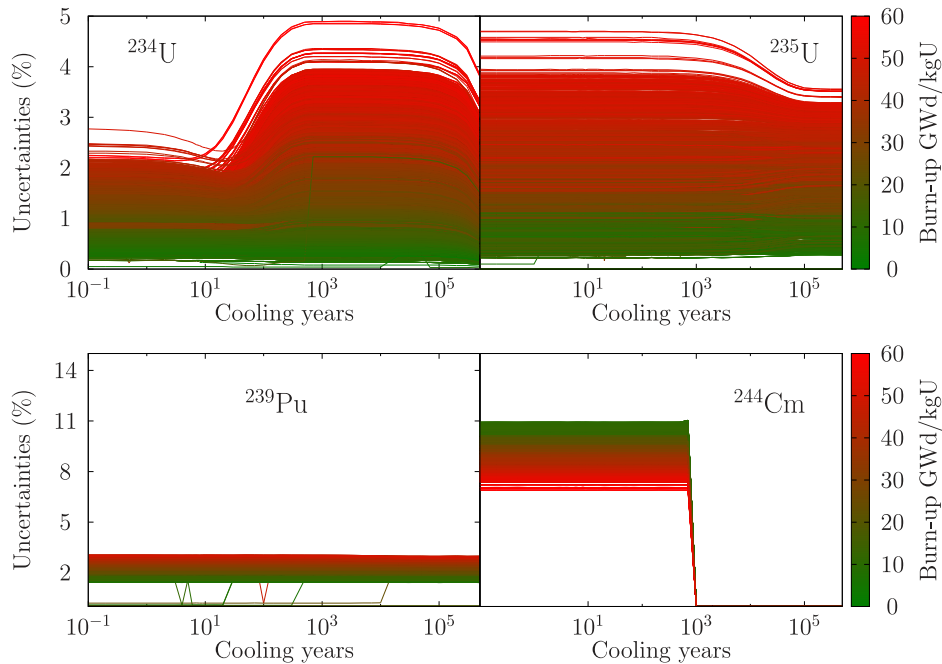 5
4
3
2
1
0
Uncertainties (%)
²³⁴U
10⁻¹ 10¹ 10³ 10⁵
Cooling years
²³⁵U
10¹ 10³ 10⁵
Cooling years
60
50
40
30
20
10
0
Burn-up GWd/kgU
14
11
8
5
2
Uncertainties (%)
²³⁹Pu
10⁻¹ 10¹ 10³ 10⁵
Cooling years
²⁴⁴Cm
10¹ 10³ 10⁵
Cooling years
60
50
40
30
20
10
0
Burn-up GWd/kgU